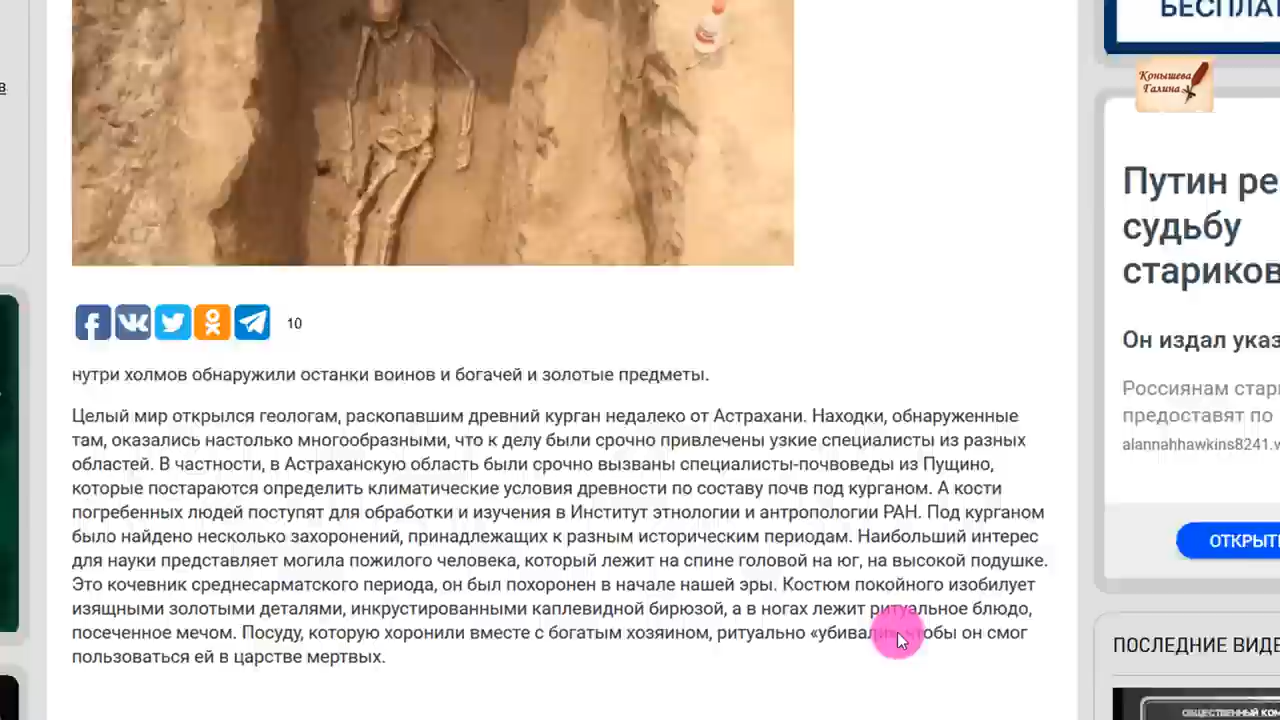 БЕСПЛА
в
Конышева
Галина
Путин ре
судьбу
стариков
10
Он издал указ
нутри холмов обнаружили останки воинов и богачей и золотые предметы.
Россиянам стар
предоставят по
alannahhawkins8241.w
Целый мир открылся геологам, раскопавшим древний курган недалеко от Астрахани. Находки, обнаруженные
там, оказались настолько многообразными, что к делу были срочно привлечены узкие специалисты из разных
областей. В частности, в Астраханскую область были срочно вызваны специалисты-почвоведы из Пущино,
которые постараются определить климатические условия древности по составу почв под курганом. А кости
погребенных людей поступят для обработки и изучения в Институт этнологии и антропологии РАН. Под курганом
было найдено несколько захоронений, принадлежащих к разным историческим периодам. Наибольший интерес
для науки представляет могила пожилого человека, который лежит на спине головой на юг, на высокой подушке.
Это кочевник среднесарматского периода, он был похоронен в начале нашей эры. Костюм покойного изобилует
изящными золотыми деталями, инкрустированными каплевидной бирюзой, а в ногах лежит ритуальное блюдо,
посеченное мечом. Посуду, которую хоронили вместе с богатым хозяином, ритуально «убивали» чтобы он смог
пользоваться ей в царстве мертвых.
ОТКРЫТ
ПОСЛЕДНИЕ ВИДЕ
ОБЩЕСТВЕННЫЙ КОМ